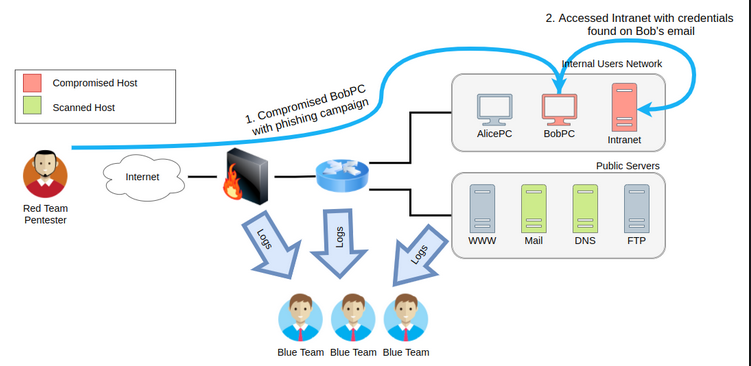 2. Accessed Intranet with credentials
found on Bob's email
Internal Users Network
Compromised Host
Scanned Host
1. Compromised BobPC
with phishing campaign
AlicePC
BobPC
Intranet
Public Servers
Internet
Red Team
Pentester
WWW
Mail
DNS
FTP
Logs
Logs
Logs
Blue Team
Blue Team
Blue Team